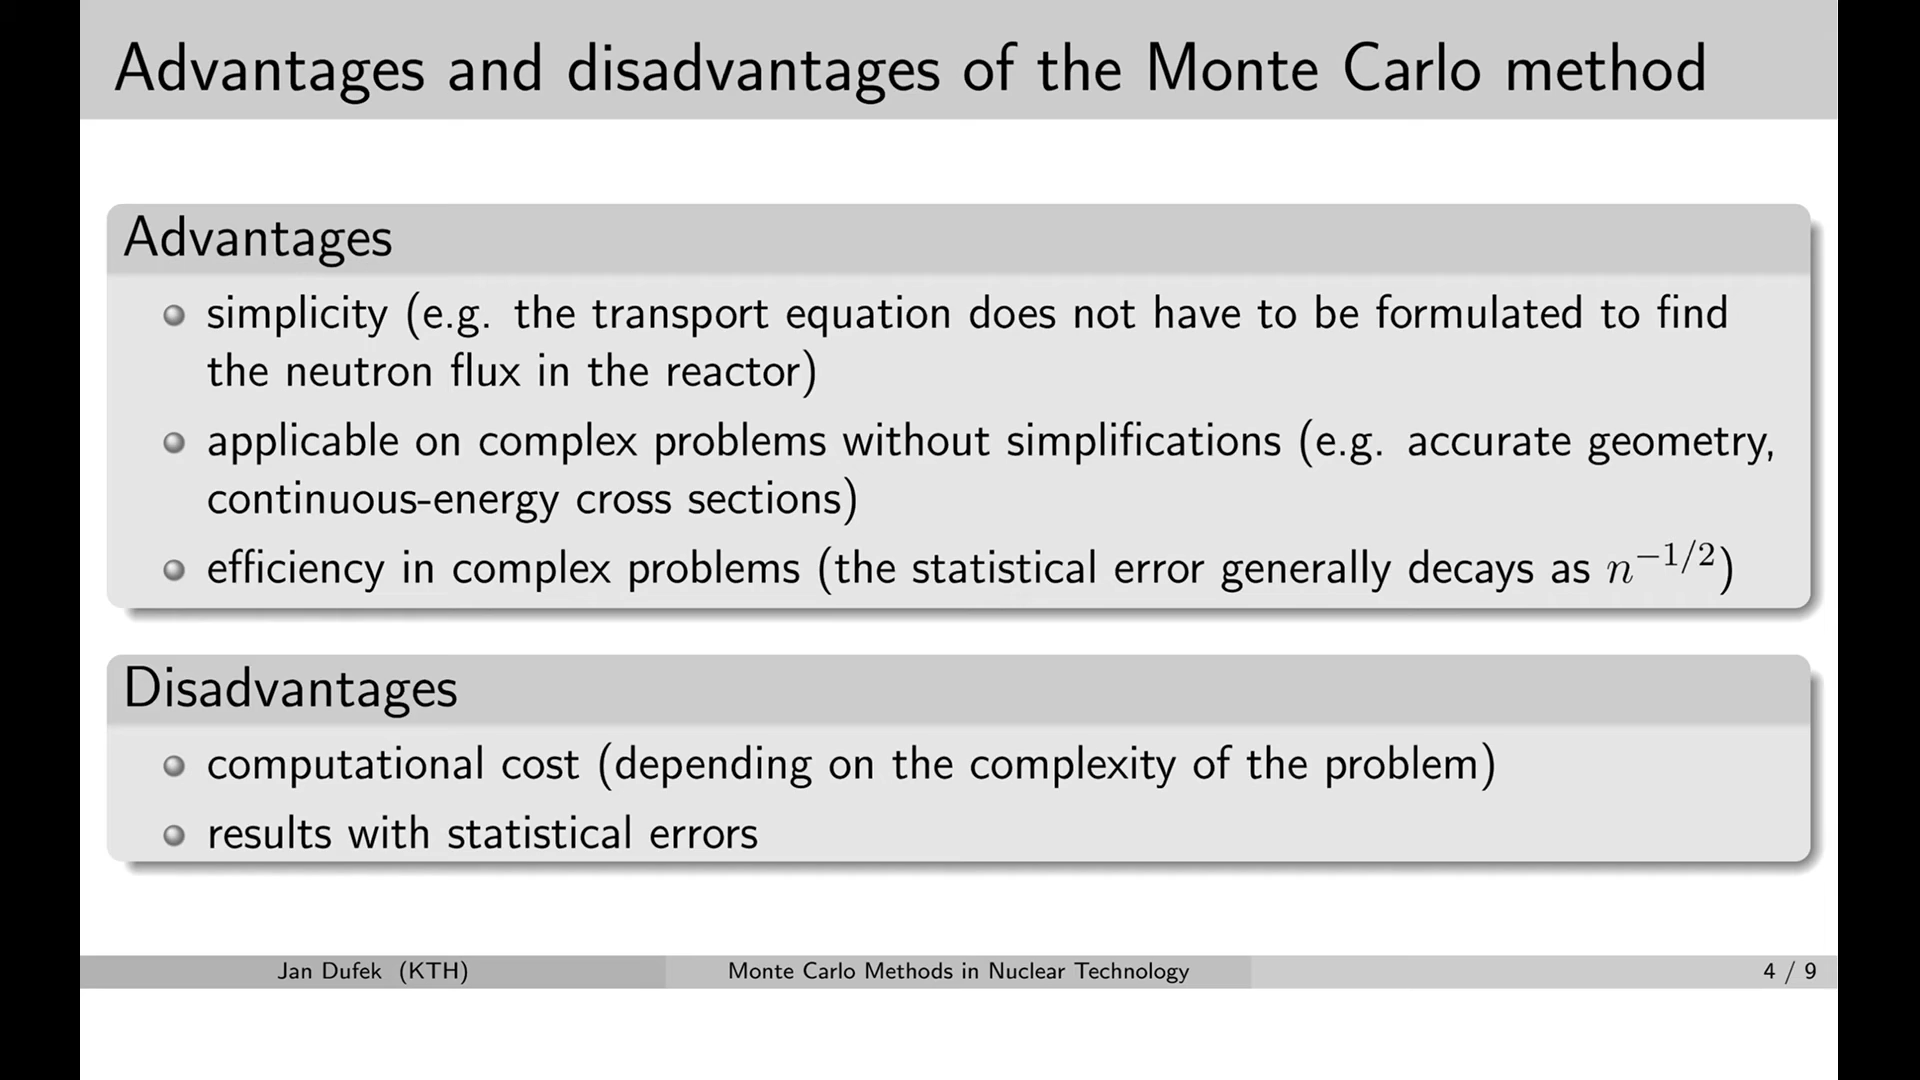 Advantages and disadvantages of the Monte Carlo method
Advantages
simplicity (e.g. the transport equation does not have to be formulated to find
the neutron flux in the reactor)
applicable on complex problems without simplifications (e.g. accurate geometry,
continuous-energy cross sections)
efficiency in complex problems (the statistical error generally decays as n^{-1/2})
Disadvantages
computational cost (depending on the complexity of the problem)
results with statistical errors
Jan Dufek (KTH) Monte Carlo Methods in Nuclear Technology 4 / 9